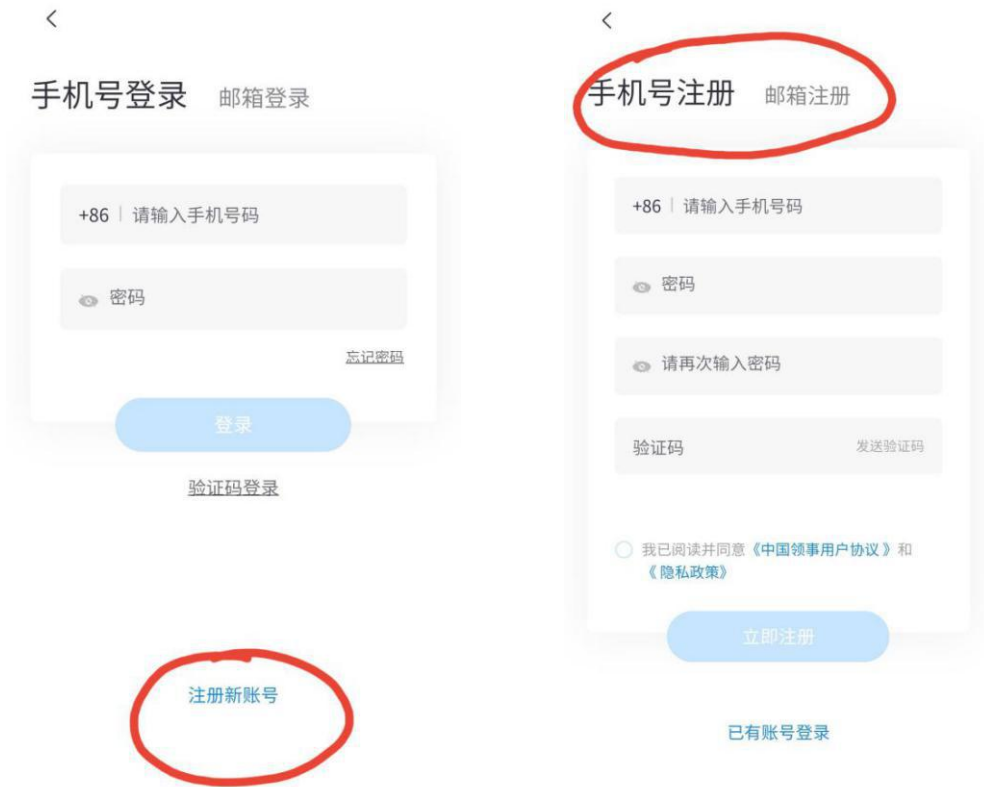 手机号登录 邮箱登录
+86 请输入手机号码
密码
忘记密码
登录
验证码登录
注册新账号
手机号注册 邮箱注册
+86 请输入手机号码
密码
请再次输入密码
验证码 发送验证码
我已阅读并同意《中国领事用户协议》和
《隐私政策》
立即注册
已有账号登录